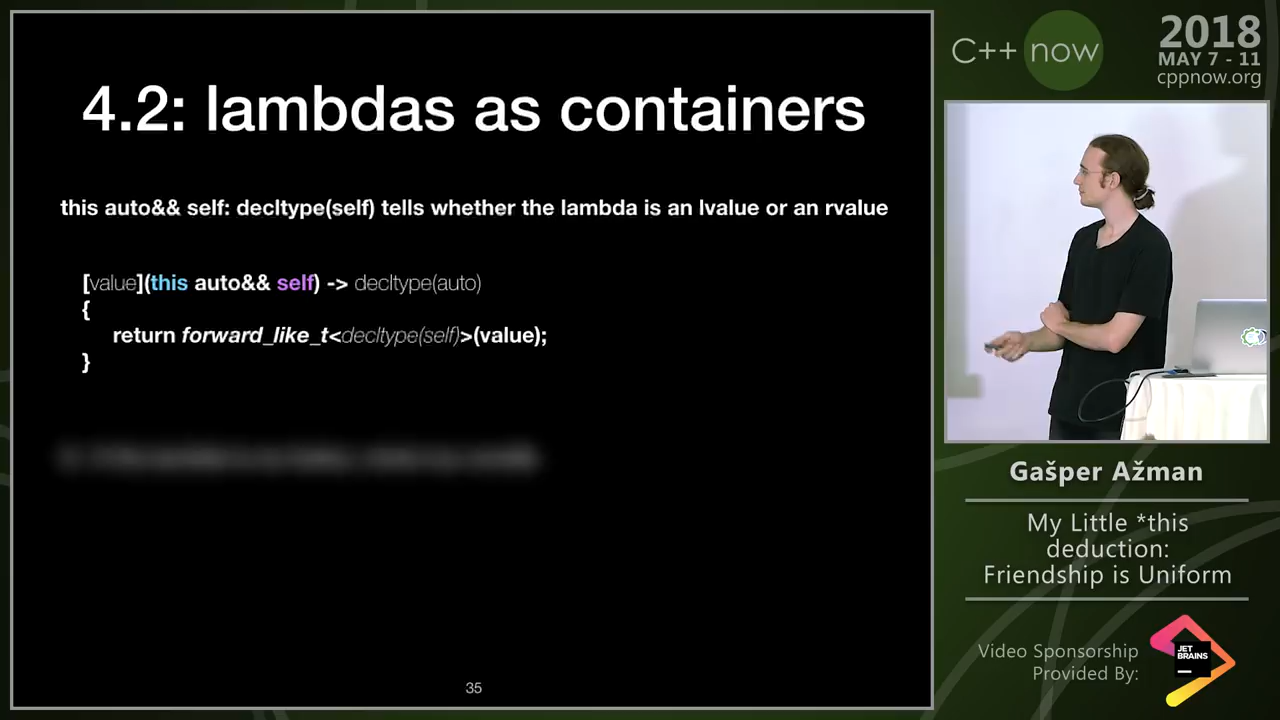 4.2: lambdas as containers
this auto&& self: decltype(self) tells whether the lambda is an lvalue or an rvalue
[value](this auto&& self) -> decltype(auto)
{
return forward_like_t<decltype(self)>(value);
}
35
C++ now
2018
MAY 7 - 11
cppnow.org
Gašper Ažman
My Little *this
deduction:
Friendship is Uniform
Video Sponsorship
Provided By:
JET
BRAINS